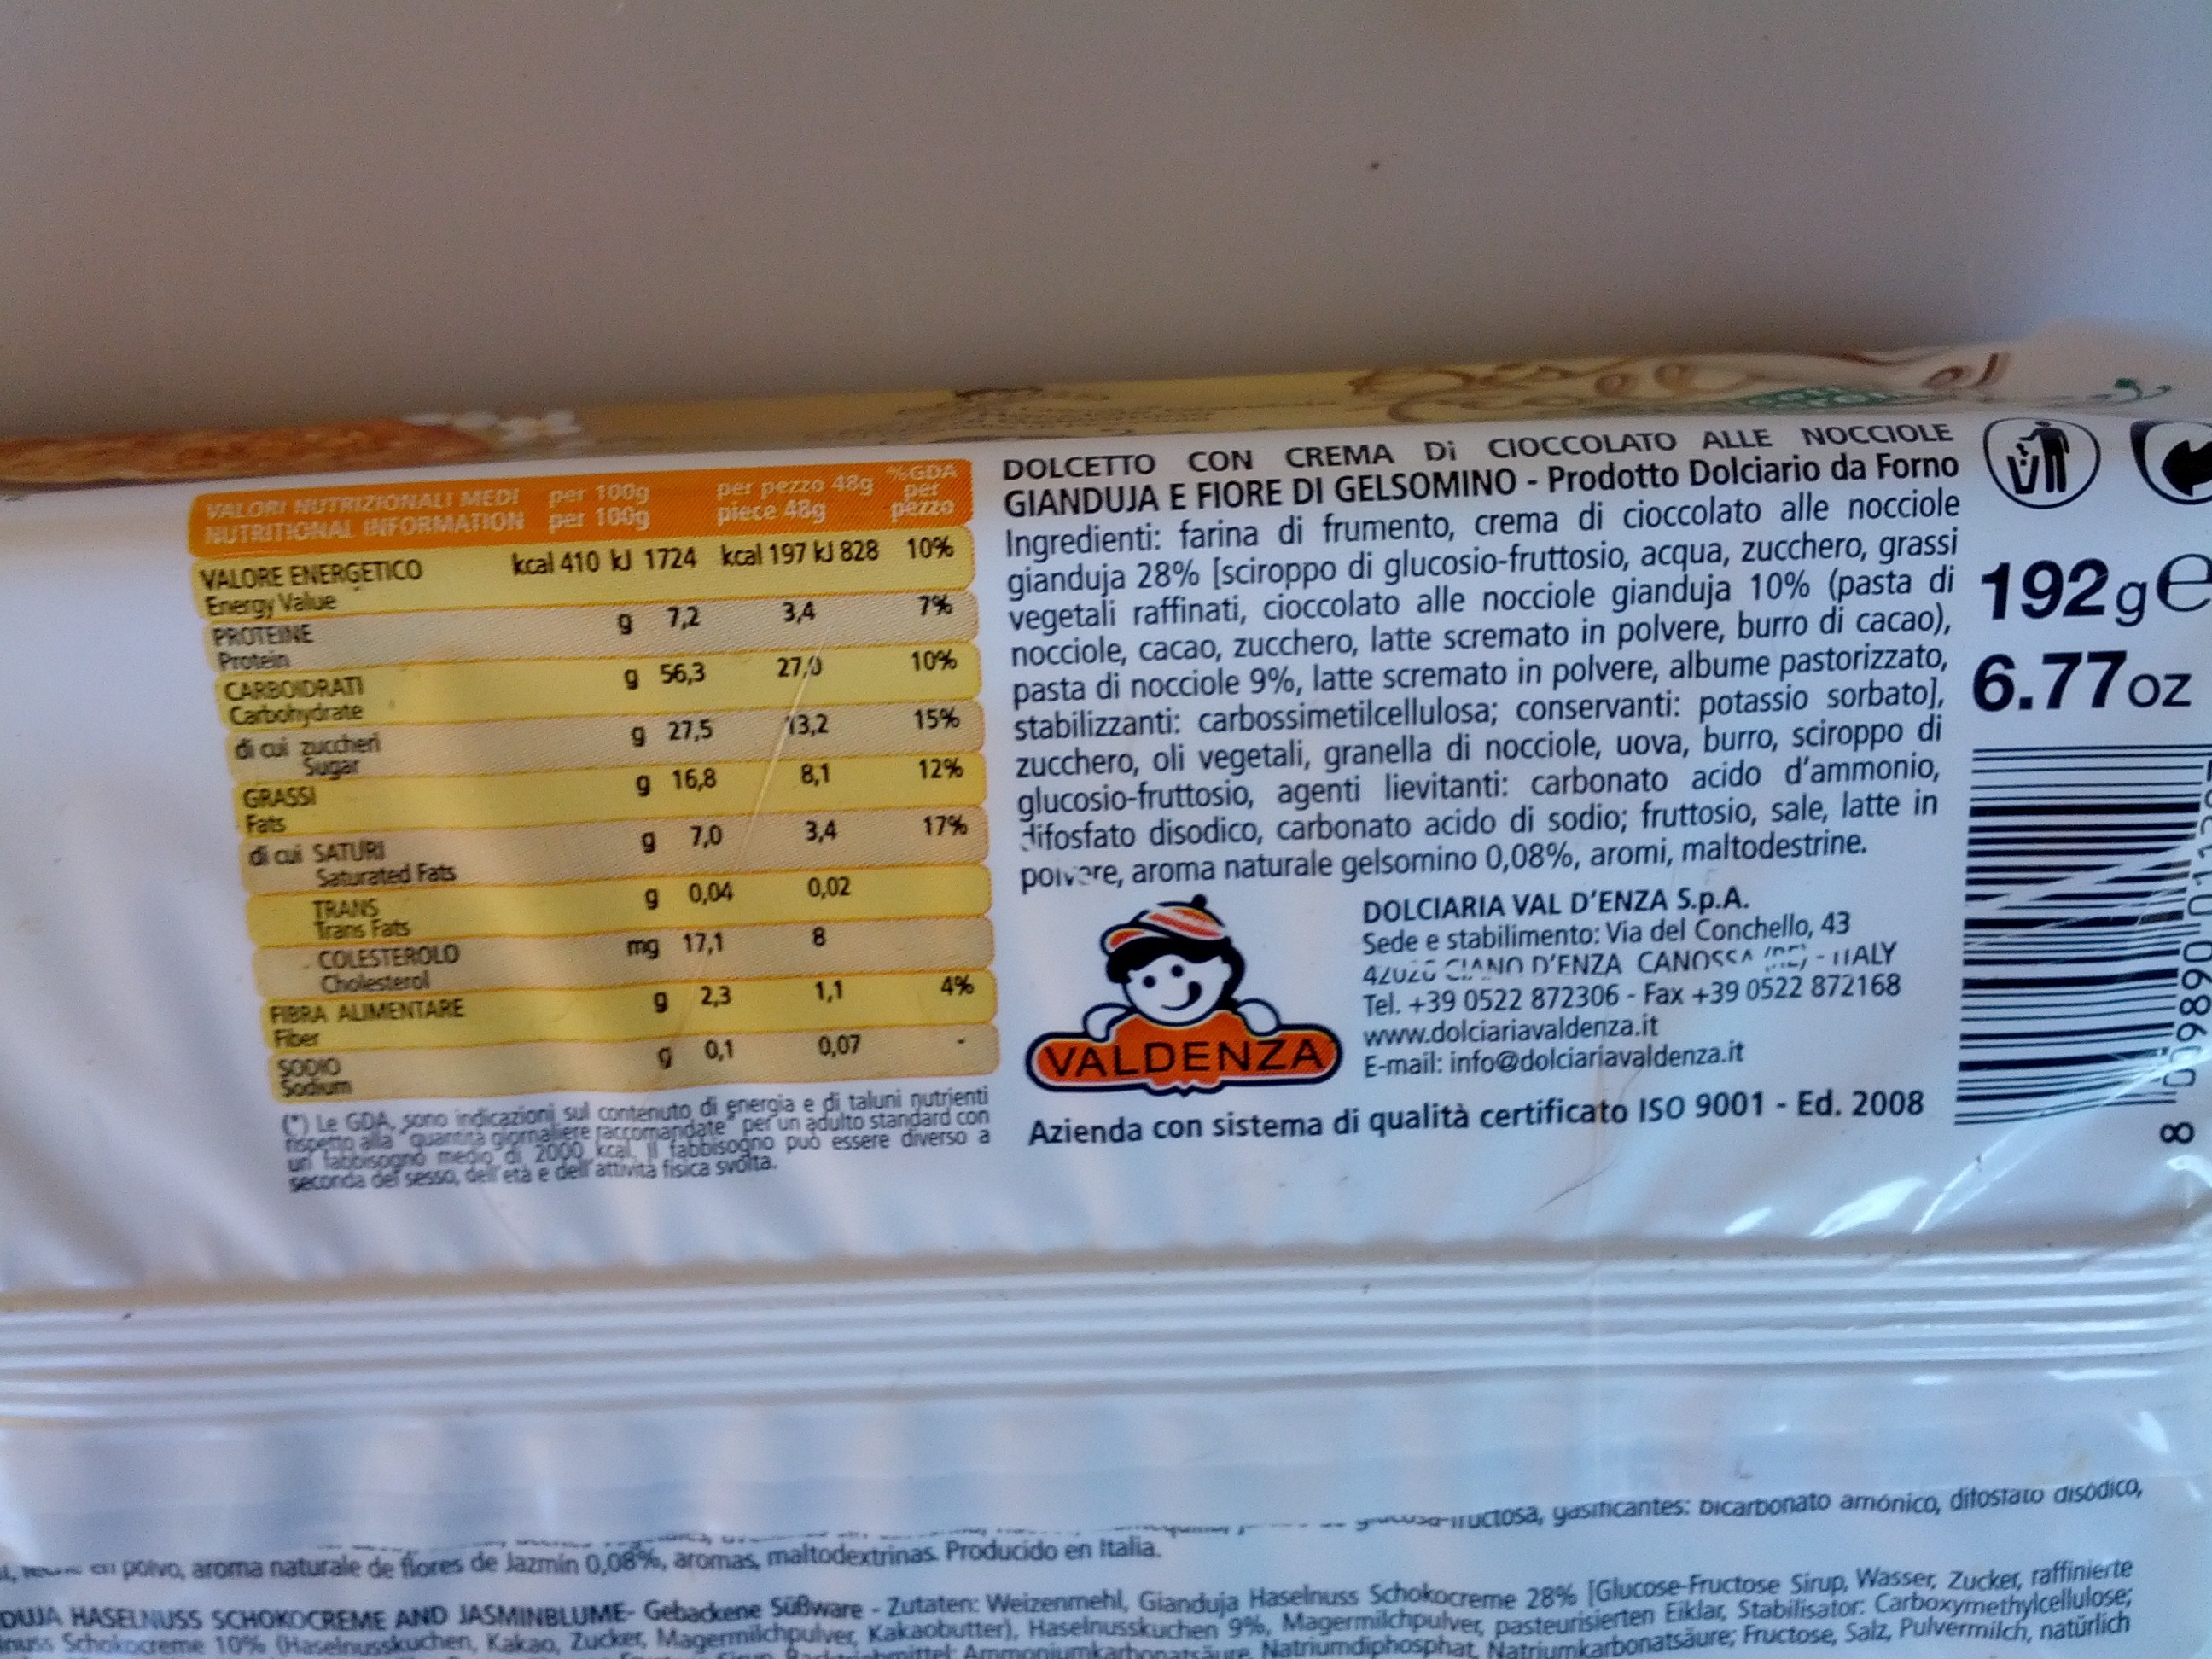 VALORI NUTRIZIONALI MEDI per 100g per pezzo 48g %GDA per pezzo
NUTRITIONAL INFORMATION per 100g piece 48g
VALORE ENERGETICO kcal 410 kJ 1724 kcal 197 kJ 828 10%
Energy Value
PROTEINE g 7,2 3,4 7%
Protein
CARBOIDRATI g 56,3 27,0 10%
Carbohydrate
di cui zuccheri g 27,5 13,2 15%
Sugar
GRASSI g 16,8 8,1 12%
Fats
di cui SATURI g 7,0 3,4 17%
Saturated Fats
TRANS g 0,04 0,02
Trans Fats
COLESTEROLO mg 17,1 8
Cholesterol
FIBRA ALIMENTARE g 2,3 1,1 4%
Fiber
SODIO g 0,1 0,07 -
Sodium
(*) Le GDA, sono indicazioni sul contenuto di energia e di taluni nutrienti
rispetto alla "quantità giornaliere raccomandate" per un adulto standard con
un fabbisogno medio di 2000 kcal. Il fabbisogno può essere diverso a
seconda del sesso, dell'età e dell'attività fisica svolta.
DOLCETTO CON CREMA Di CIOCCOLATO ALLE NOCCIOLE
GIANDUJA E FIORE DI GELSOMINO - Prodotto Dolciario da Forno
Ingredienti: farina di frumento, crema di cioccolato alle nocciole
gianduja 28% [sciroppo di glucosio-fruttosio, acqua, zucchero, grassi
vegetali raffinati, cioccolato alle nocciole gianduja 10% (pasta di
nocciole, cacao, zucchero, latte scremato in polvere, burro di cacao),
pasta di nocciole 9%, latte scremato in polvere, albume pastorizzato,
stabilizzanti: carbossimetilcellulosa; conservanti: potassio sorbato],
zucchero, oli vegetali, granella di nocciole, uova, burro, sciroppo di
glucosio-fruttosio, agenti lievitanti: carbonato acido d'ammonio,
difosfato disodico, carbonato acido di sodio; fruttosio, sale, latte in
polvere, aroma naturale gelsomino 0,08%, aromi, maltodestrine.
VALDENZA
DOLCIARIA VAL D'ENZA S.p.A.
Sede e stabilimento: Via del Conchello, 43
42026 CIANO D'ENZA CANOSSA (RE) - ITALY
Tel. +39 0522 872306 - Fax +39 0522 872168
www.dolciariavaldenza.it
E-mail: info@dolciariavaldenza.it
Azienda con sistema di qualità certificato ISO 9001 - Ed. 2008
192g e
6.77oz
fructosa, gasificantes: bicarbonato amónico, difosfato disódico,
polvo, aroma naturale de flores de Jazmín 0,08%, aromas, maltodextrinas. Producido en Italia.
DUJA HASELNUSS SCHOKOCREME AND JASMINBLUME- Gebackene Süßware - Zutaten: Weizenmehl, Gianduja Haselnuss Schokocreme 28% [Glucose-Fructose Sirup, Wasser, Zucker, raffinierte
Schokocreme 10% (Haselnusskuchen, Kakao, Zucker, Magermilchpulver, Kakaobutter), Haselnusskuchen 9%, Magermilchpulver, pasteurisierten Eiklar, Stabilisator: Carboxymethylcellulose;
Ammoniumkarbonatsäure, Natriumdiphosphat, Natriumkarbonatsäure; Fructose, Salz, Pulvermilch, natürlich